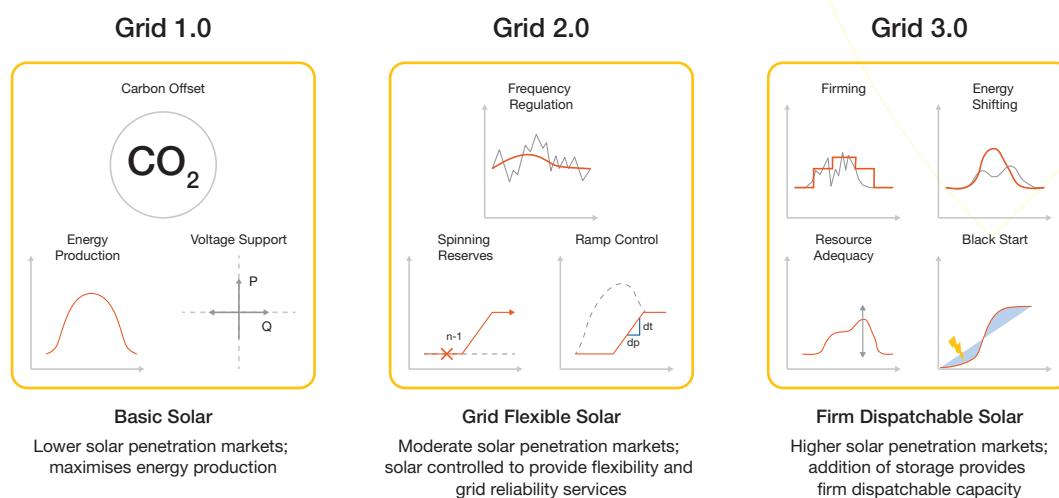 Grid 1.0
Carbon Offset
CO2
Energy
Production
Voltage Support
P
Q
Basic Solar
Lower solar penetration markets;
maximises energy production
Grid 2.0
Frequency
Regulation
Spinning
Reserves
n-1
Ramp Control
dt
dp
Grid Flexible Solar
Moderate solar penetration markets;
solar controlled to provide flexibility and
grid reliability services
Grid 3.0
Firming
Energy
Shifting
Resource
Adequacy
Black Start
Firm Dispatchable Solar
Higher solar penetration markets;
addition of storage provides
firm dispatchable capacity